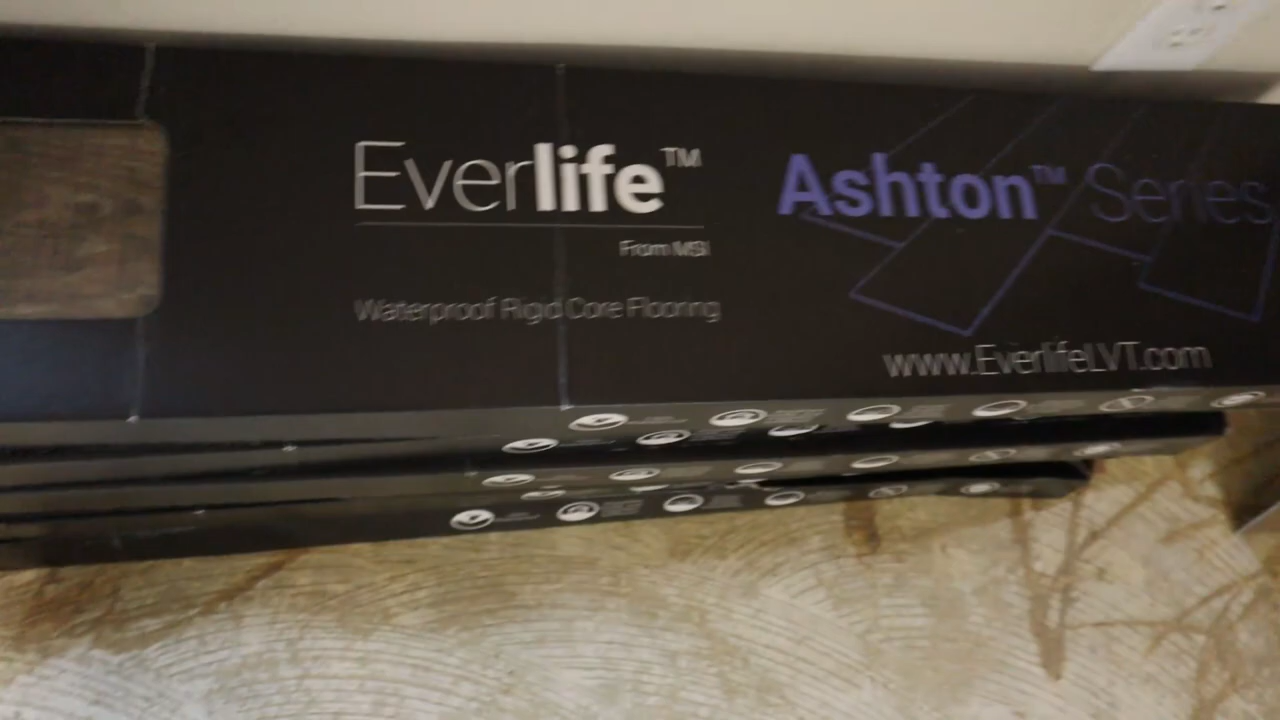 Everlife™
From MSI
Waterproof Rigid Core Flooring
Ashton™ Series
www.EverlifeLVT.com